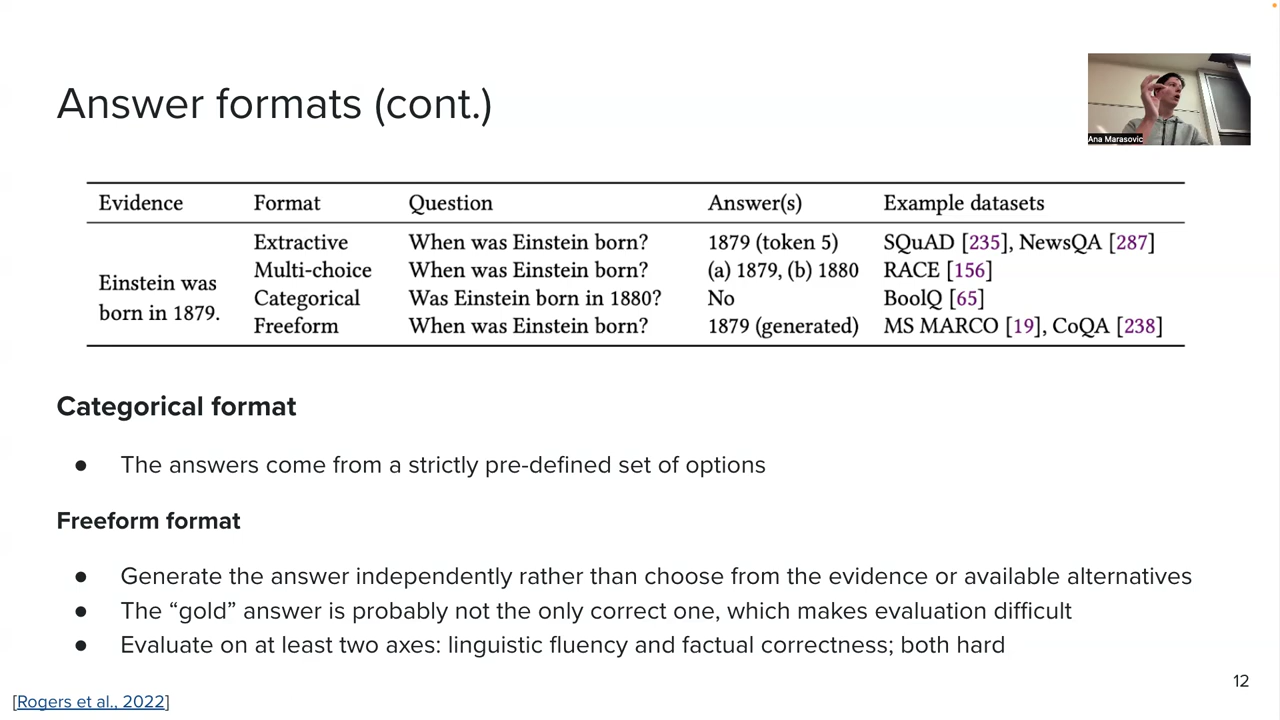 Answer formats (cont.)
Ana Marasovic
Evidence Format Question Answer(s) Example datasets
Extractive When was Einstein born? 1879 (token 5) SQuAD [235], NewsQA [287]
Einstein was
born in 1879.
Multi-choice When was Einstein born? (a) 1879, (b) 1880 RACE [156]
Categorical Was Einstein born in 1880? No BoolQ [65]
Freeform When was Einstein born? 1879 (generated) MS MARCO [19], CoQA [238]
Categorical format
● The answers come from a strictly pre-defined set of options
Freeform format
● Generate the answer independently rather than choose from the evidence or available alternatives
● The “gold” answer is probably not the only correct one, which makes evaluation difficult
● Evaluate on at least two axes: linguistic fluency and factual correctness; both hard
12
[Rogers et al., 2022]